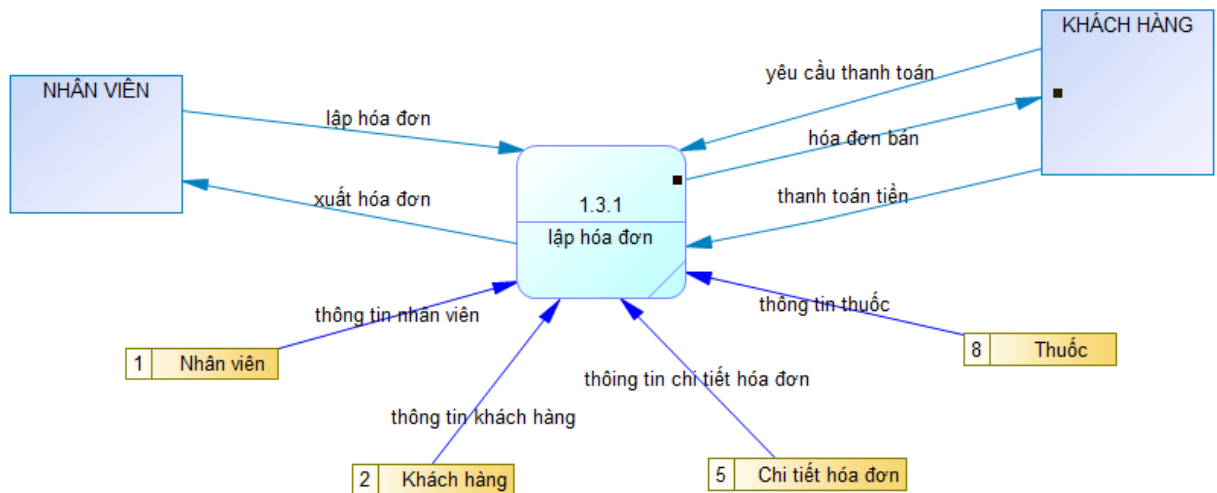 KHÁCH HÀNG
NHÂN VIÊN
yêu cầu thanh toán
lập hóa đơn
hóa đơn bán
xuất hóa đơn
1.3.1
thanh toán tiền
lập hóa đơn
thông tin nhân viên
thông tin thuốc
1 Nhân viên
8 Thuốc
thôing tin chi tiết hóa đơn
thông tin khách hàng
2 Khách hàng
5 Chi tiết hóa đơn